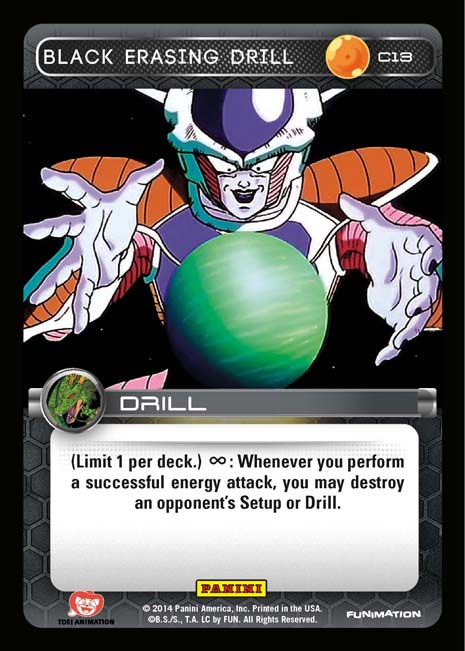 BLACK ERASING DRILL C13
DRILL
(Limit 1 per deck.) ∞: Whenever you perform
a successful energy attack, you may destroy
an opponent's Setup or Drill.
PANINI
© 2014 Panini America, Inc. Printed in the USA.
©B.S./S., T.A. LC by FUN. All Rights Reserved.
TOEI ANIMATION
FUNIMATION